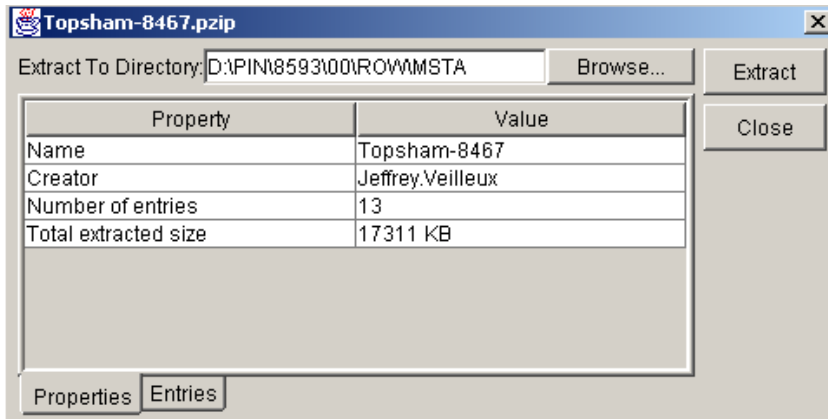 Topsham-8467.pzip
Extract To Directory: D:\PIN\8593\00\ROW\MSTA Browse... Extract
Property Value Close
Name Topsham-8467
Creator Jeffrey.Veilleux
Number of entries 13
Total extracted size 17311 KB
Properties Entries